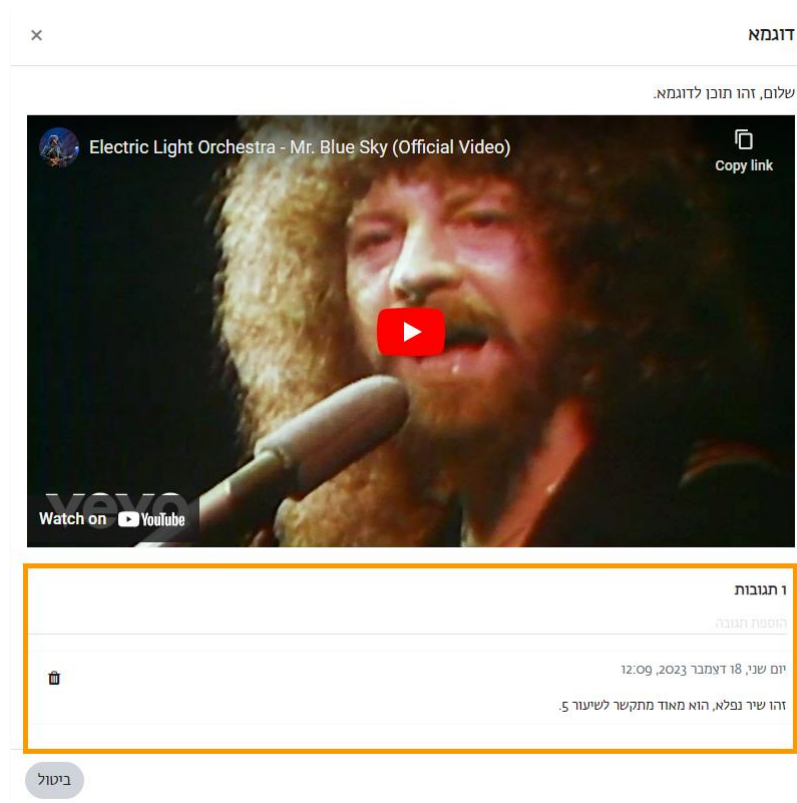 דוגמא
שלום, זהו תוכן לדוגמא.
Electric Light Orchestra - Mr. Blue Sky (Official Video)
Copy link
vevo
Watch on YouTube
1 תגובות
הוספת תגובה
יום שני, 18 דצמבר 2023, 12:09
זהו שיר נפלא, הוא מאוד מתקשר לשיעור 5.
ביטול